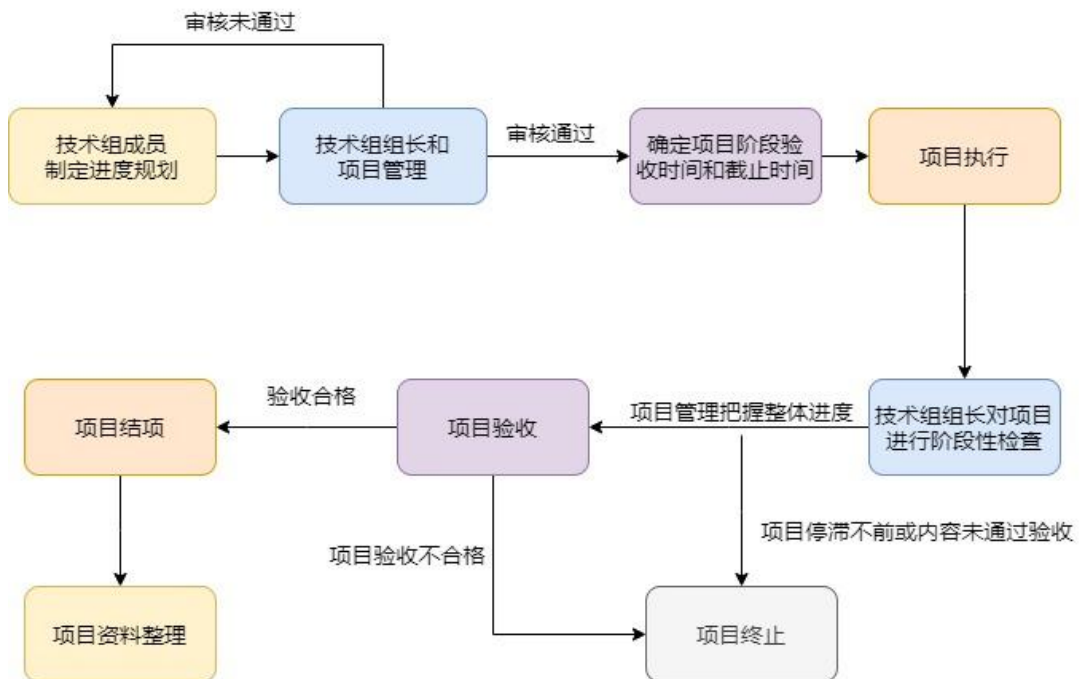 审核未通过
技术组成员
制定进度规划
技术组组长和
项目管理
审核通过
确定项目阶段验
收时间和截止时间
项目执行
项目结项
验收合格
项目验收
项目管理把握整体进度
技术组组长对项目
进行阶段性检查
项目验收不合格
项目停滞不前或内容未通过验收
项目资料整理
项目终止